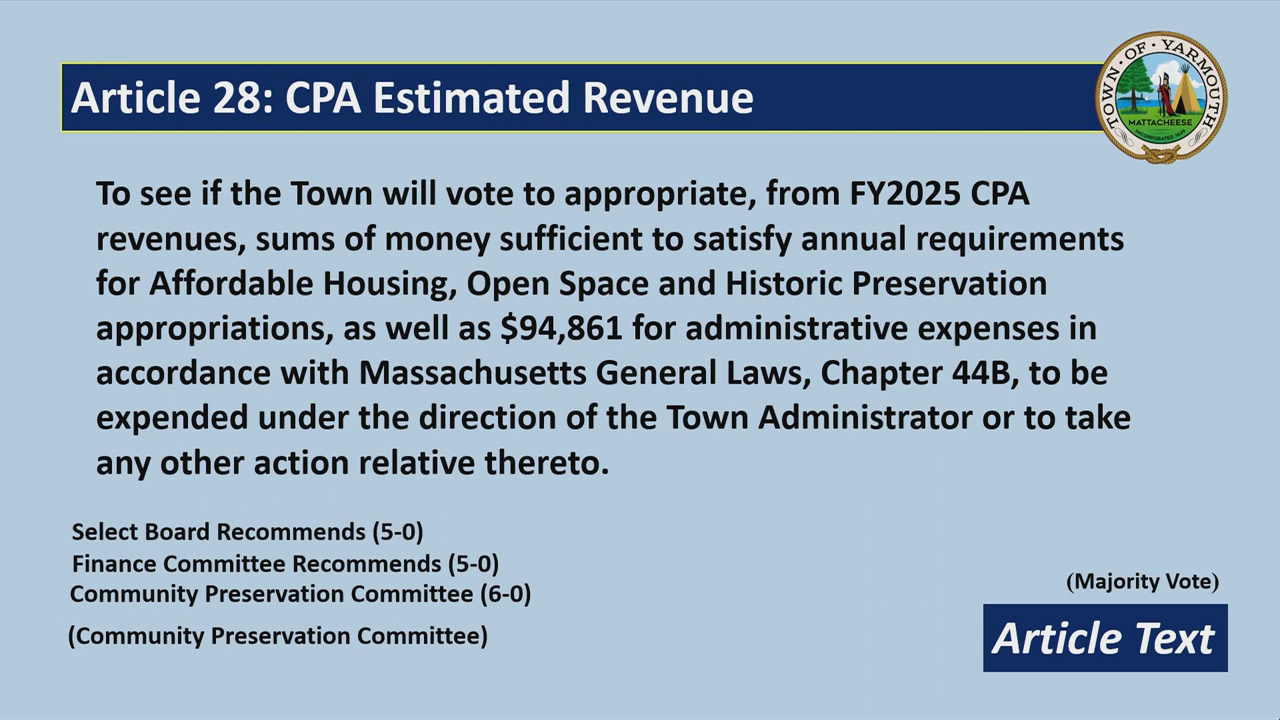 Article 28: CPA Estimated Revenue
TOWN · OF · YARMOUTH
MATTACHEESE
To see if the Town will vote to appropriate, from FY2025 CPA
revenues, sums of money sufficient to satisfy annual requirements
for Affordable Housing, Open Space and Historic Preservation
appropriations, as well as $94,861 for administrative expenses in
accordance with Massachusetts General Laws, Chapter 44B, to be
expended under the direction of the Town Administrator or to take
any other action relative thereto.
Select Board Recommends (5-0)
Finance Committee Recommends (5-0)
Community Preservation Committee (6-0)
(Community Preservation Committee)
(Majority Vote)
Article Text